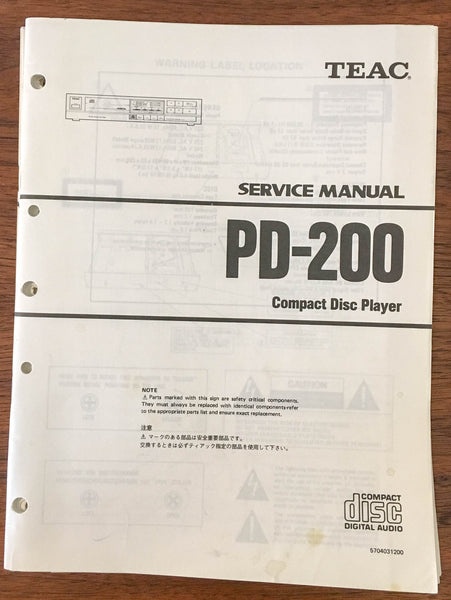 TEAC.
WARNING LABEL LOCATION
SERVICE MANUAL
PD-200
Compact Disc Player
CAUTION
NOTE
⚠ Parts marked with this sign are safety critical components.
They must always be replaced with identical components-refer
to the appropriate parts list and ensure exact replacement.
注意
⚠ マークのある部品は安全重要部品です。
交換するときは必ずティアック指定の部品を使用して下さい。
COMPACT
disc
DIGITAL AUDIO
5704031200